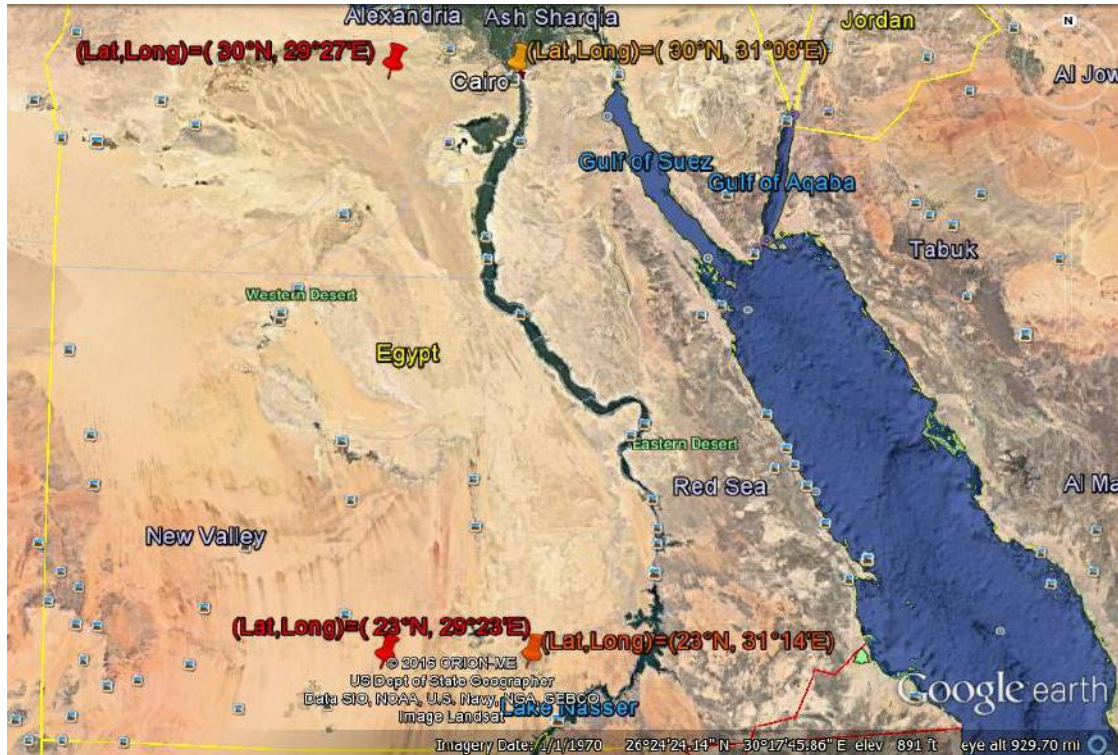 Alexandria
Ash Sharqia
Jordan
N
(Lat,Long)=( 30°N, 29°27'E)
(Lat,Long)=( 30°N, 31°08'E)
Cairo
Al Jow
Gulf of Suez
Gulf of Aqaba
Tabuk
Western Desert
Egypt
Eastern Desert
Red Sea
Al Ma
New Valley
(Lat,Long)=( 23°N, 29°23'E)
(Lat,Long)=(23°N, 31°14'E)
© 2016 ORION-ME
US Dept of State Geographer
Data SIO, NOAA, U.S. Navy, NGA, GEBCO
Image Landsat
Lake Nasser
Google earth
Imagery Date: 1/1/1970 26°24'24.14" N 30°17'45.86" E elev 891 ft eye alt 929.70 mi